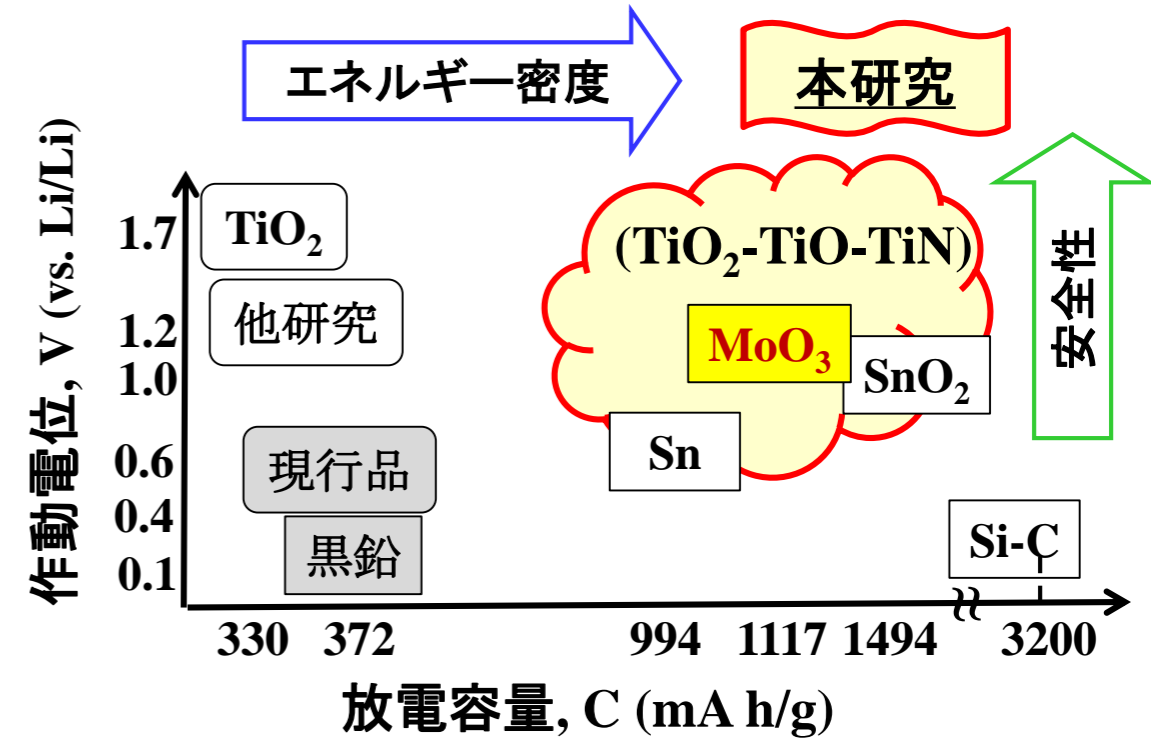 エネルギー密度
本研究
作動電位, V (vs. Li/Li)
1.7
1.2
1.0
0.6
0.4
0.1
TiO₂
他研究
現行品
黒鉛
(TiO₂-TiO-TiN)
MoO₃
SnO₂
Sn
Si-C
安全性
330 372 994 1117 1494 3200
放電容量, C (mA h/g)